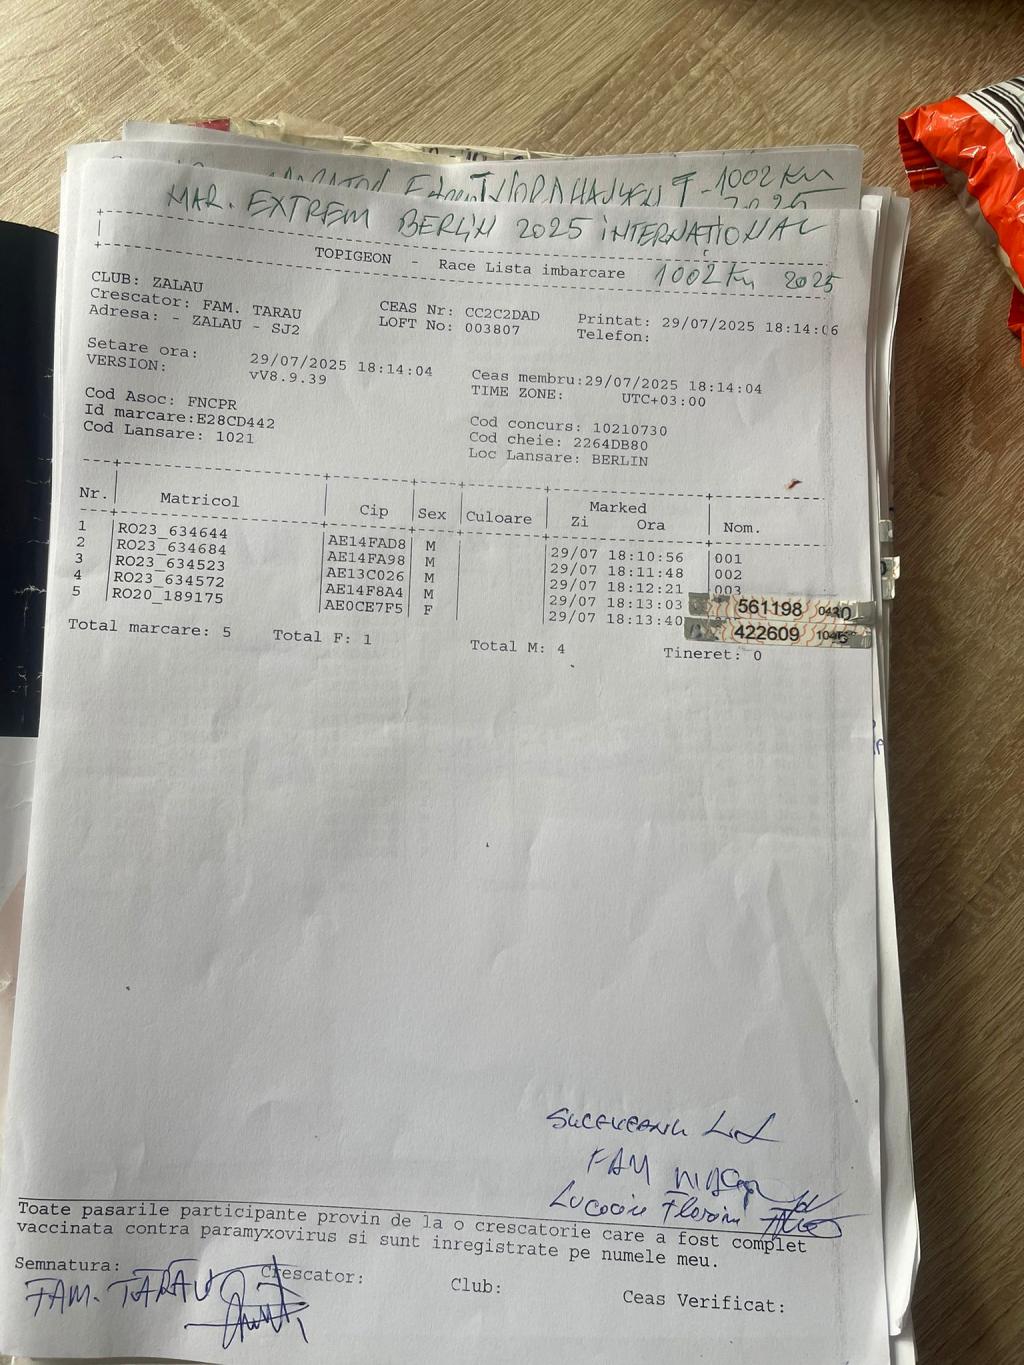 1002 Km
2025
MAR. EXTREM BERLIN 2025 INTERNATIONAL
TOPIGEON - Race Lista imbarcare 1002 Km 2025
CLUB: ZALAU
Crescator: FAM. TARAU CEAS Nr: CC2C2DAD Printat: 29/07/2025 18:14:06
Adresa: - ZALAU - SJ2 LOFT No: 003807 Telefon:
Setare ora: 29/07/2025 18:14:04 Ceas membru:29/07/2025 18:14:04
VERSION: vV8.9.39 TIME ZONE: UTC+03:00
Cod Asoc: FNCPR Cod concurs: 10210730
Id marcare:E28CD442 Cod cheie: 2264DB80
Cod Lansare: 1021 Loc Lansare: BERLIN
Nr. Matricol Cip Sex Culoare Marked Zi Ora Nom.
1 RO23_634644 AE14FAD8 M 29/07 18:10:56 001
2 RO23_634684 AE14FA98 M 29/07 18:11:48 002
3 RO23_634523 AE13C026 M 29/07 18:12:21 003
4 RO23_634572 AE14F8A4 M 29/07 18:13:03
5 RO20_189175 AE0CE7F5 F 29/07 18:13:40
561198
422609
Total marcare: 5 Total F: 1 Total M: 4 Tineret: 0
FAM
Toate pasarile participante provin de la o crescatorie care a fost complet
vaccinata contra paramyxovirus si sunt inregistrate pe numele meu.
Semnatura: Crescator: Club: Ceas Verificat:
FAM. TARAU